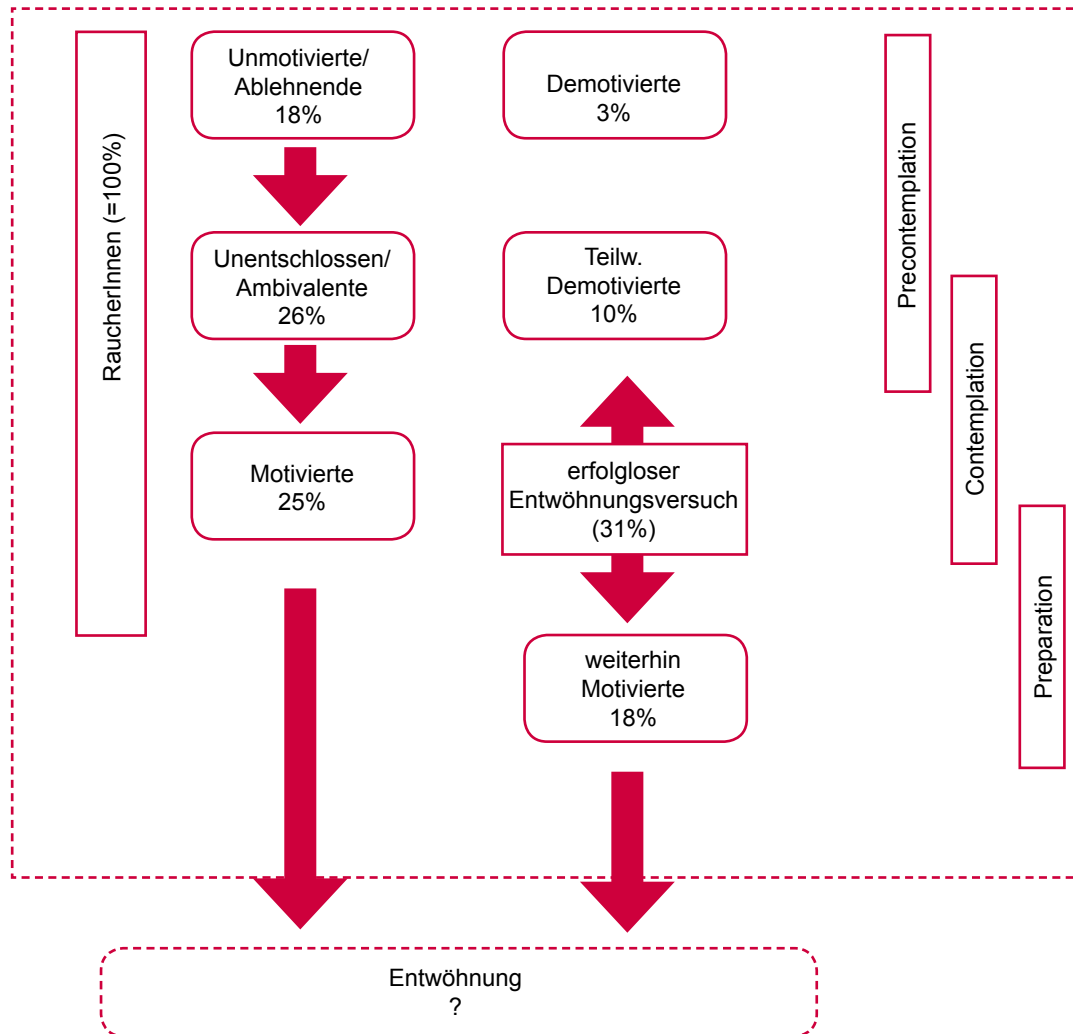 RaucherInnen (=100%)
Unmotivierte/
Ablehnende
18%
Demotivierte
3%
Unentschlossen/
Ambivalente
26%
Teilw.
Demotivierte
10%
Motivierte
25%
erfolgloser
Entwöhnungsversuch
(31%)
weiterhin
Motivierte
18%
Precontemplation
Contemplation
Preparation
Entwöhnung
?